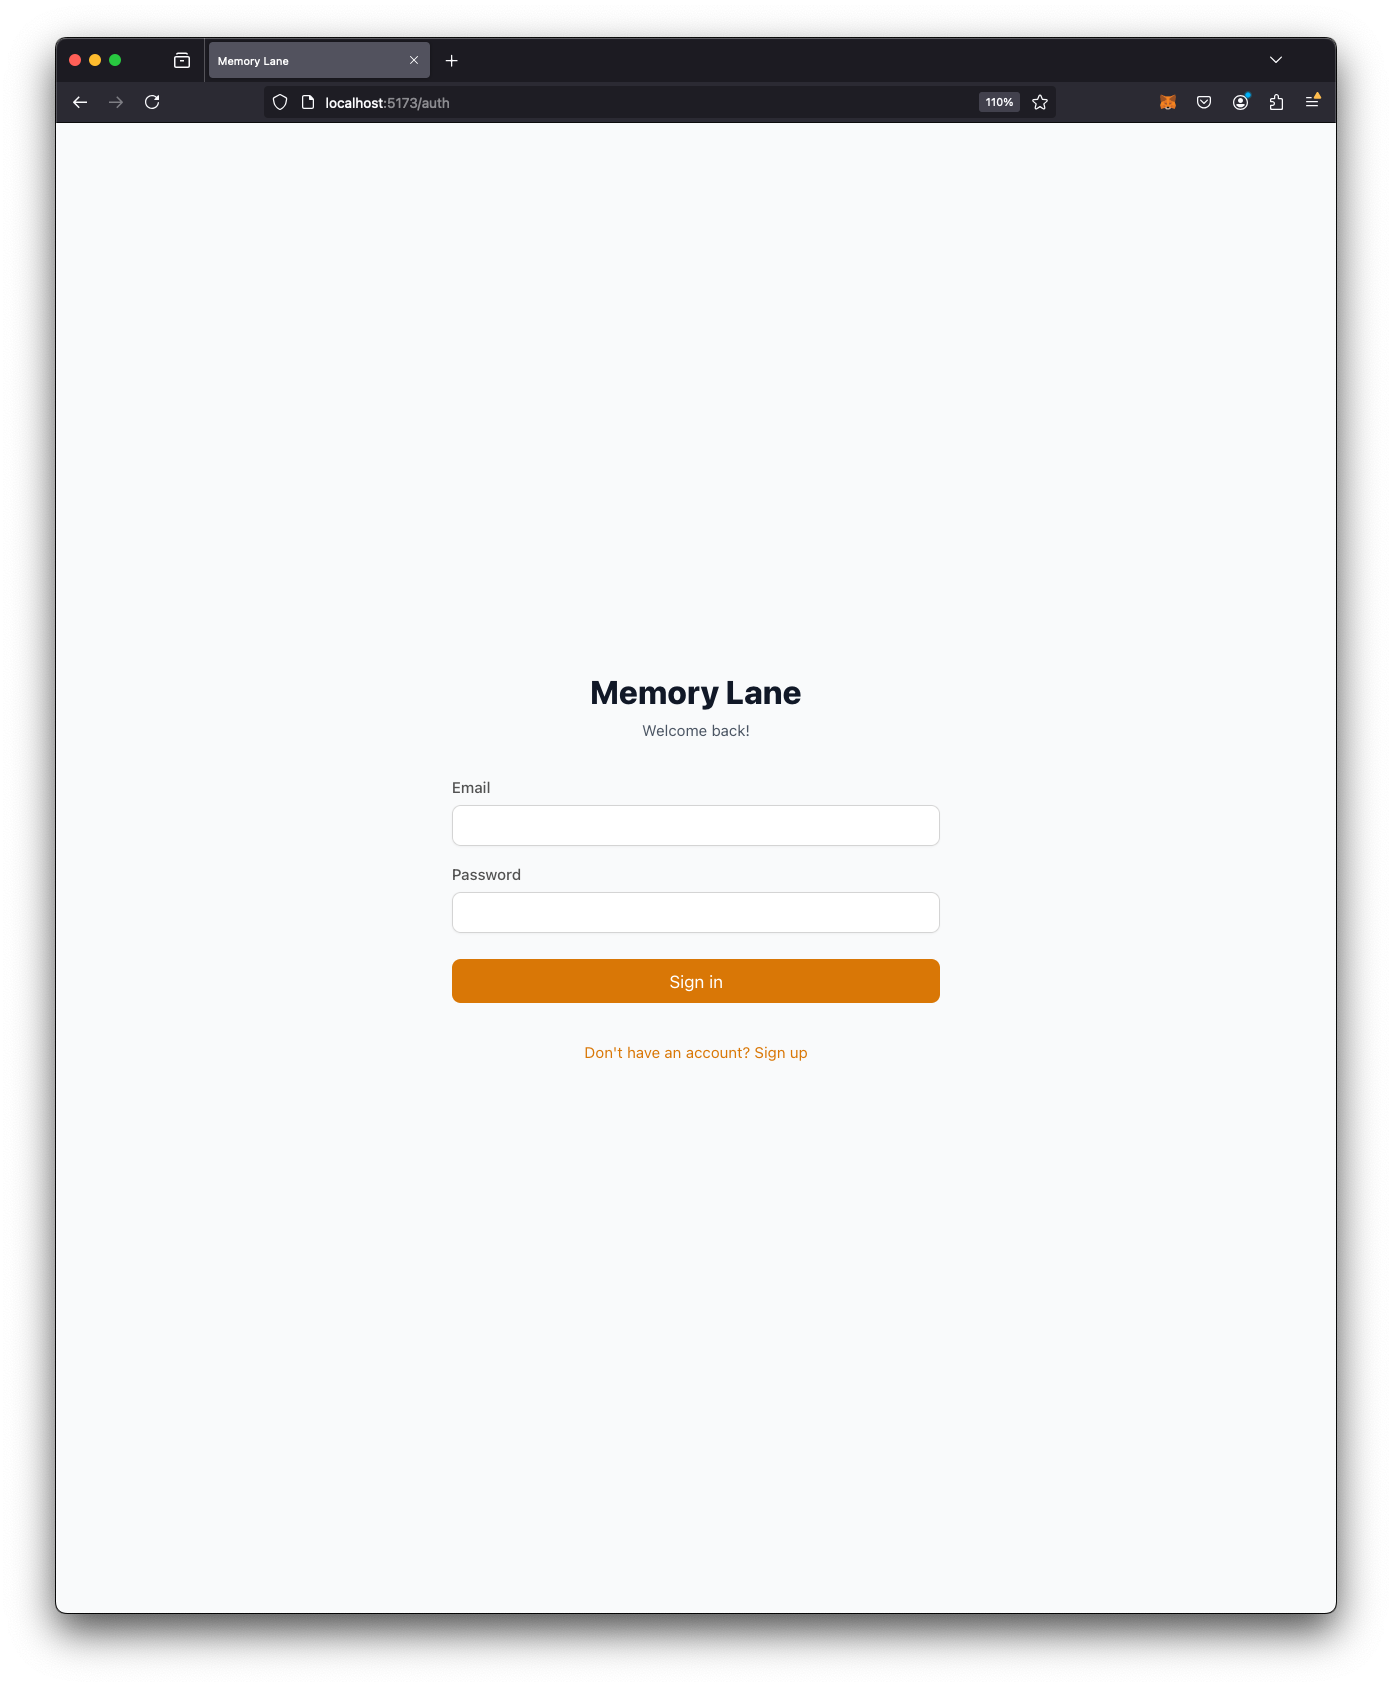 Memory Lane
localhost:5173/auth
110%
Memory Lane
Welcome back!
Email
Password
Sign in
Don't have an account? Sign up